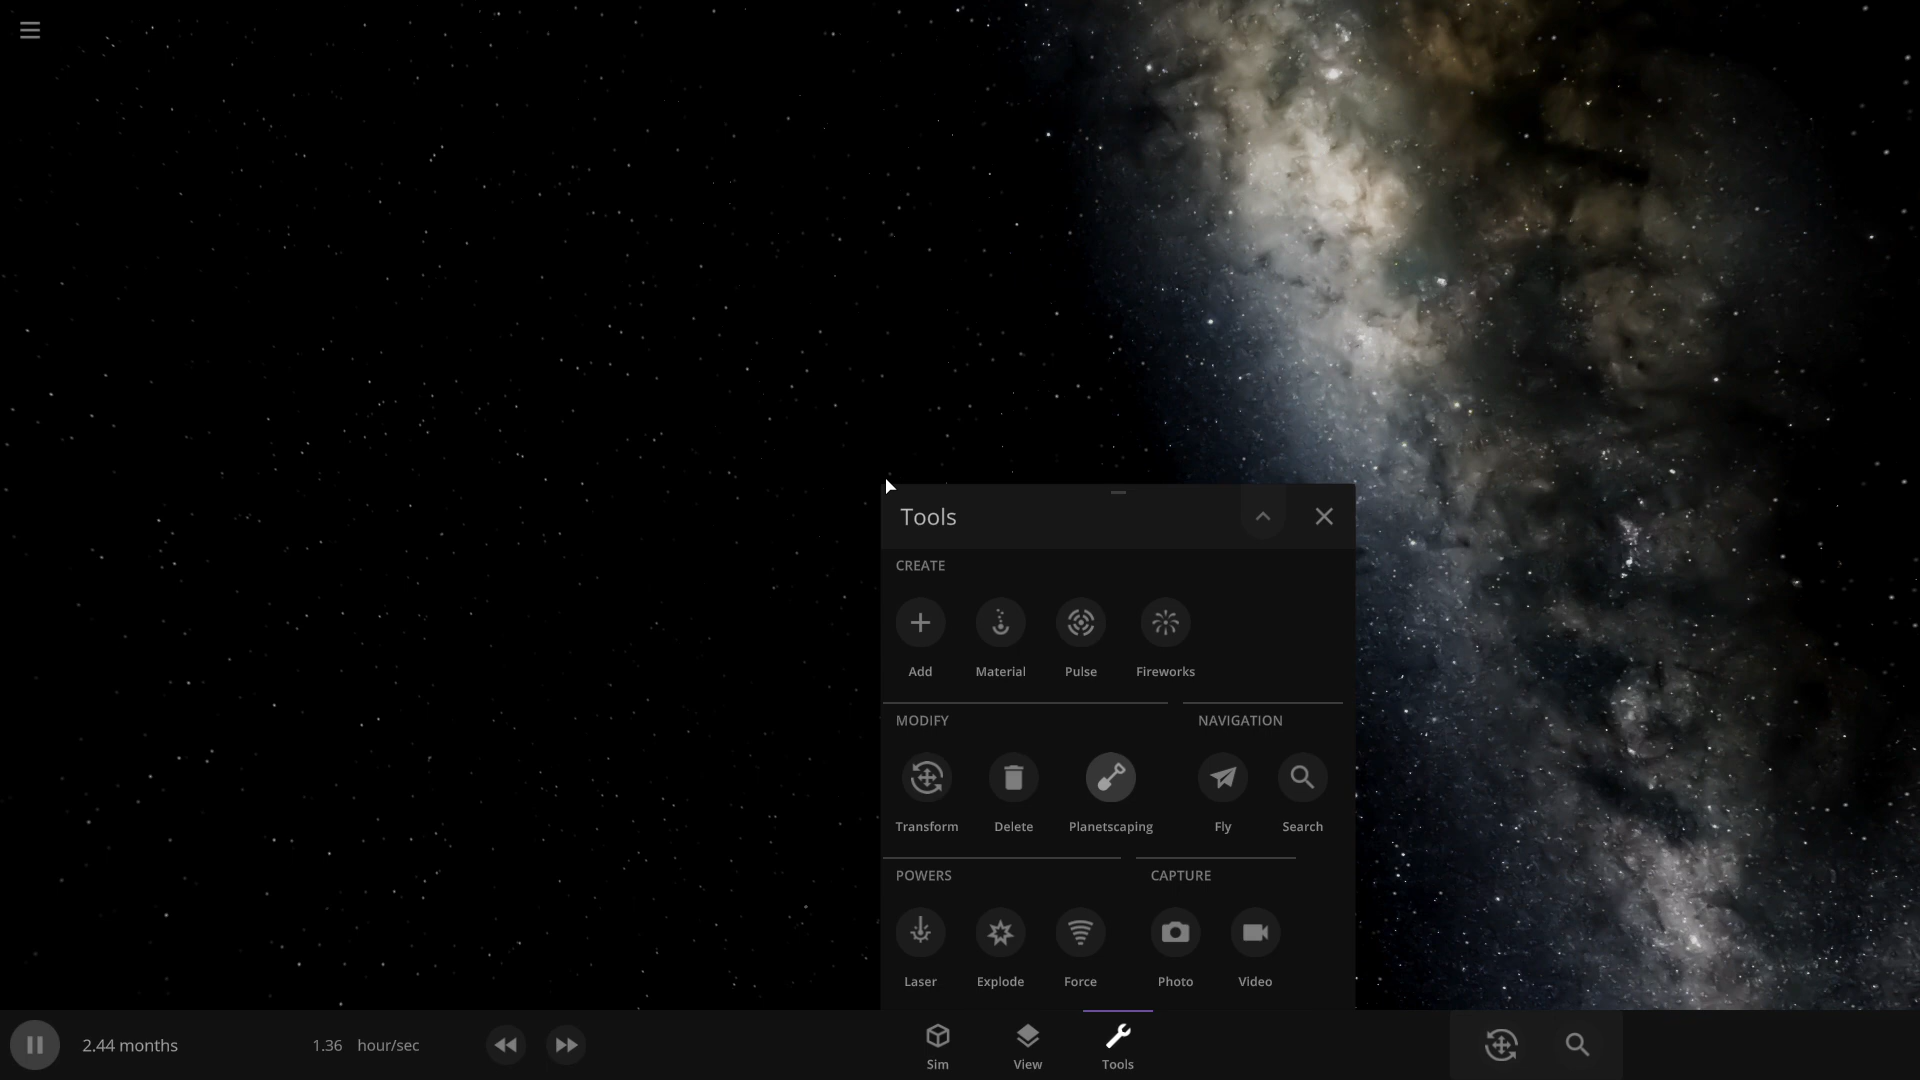 Tools
CREATE
Add Material Pulse Fireworks
MODIFY NAVIGATION
Transform Delete Planetscaping Fly Search
POWERS CAPTURE
Laser Explode Force Photo Video
2.44 months 1.36 hour/sec
Sim View Tools